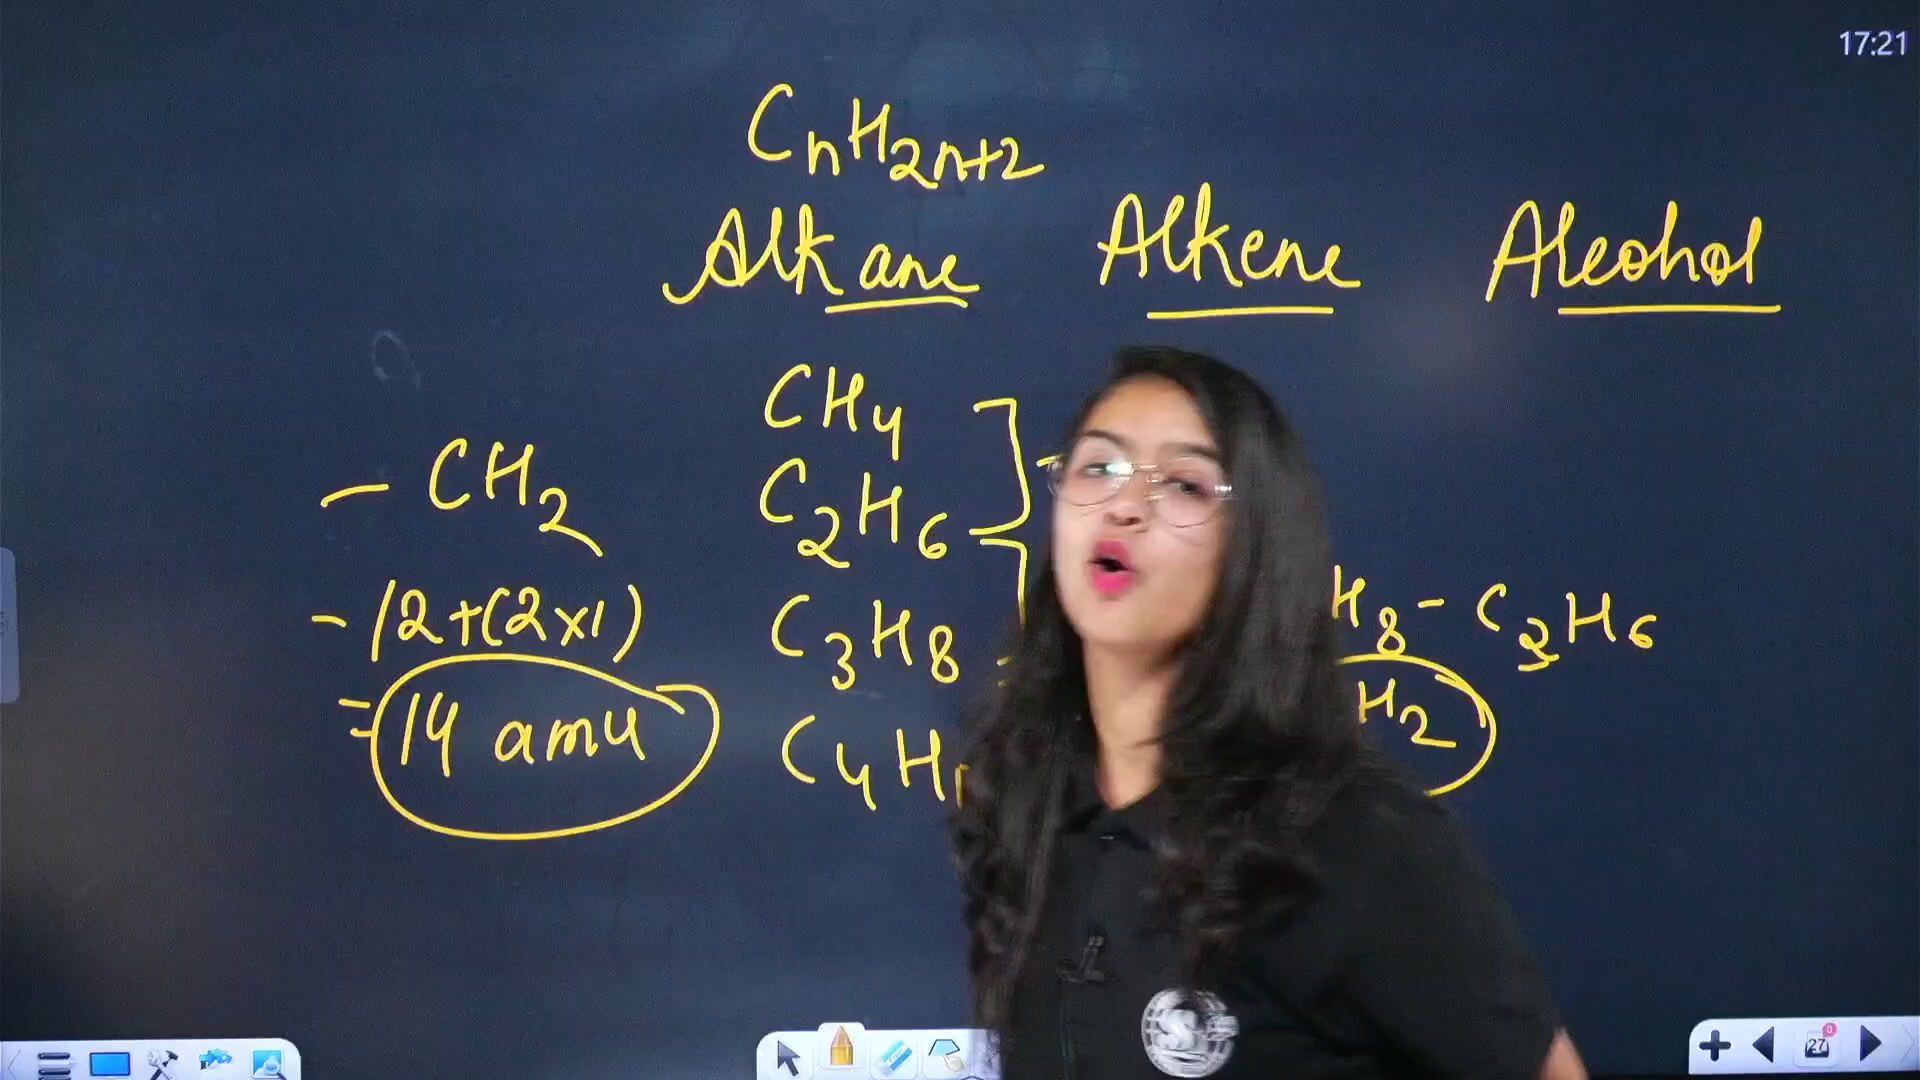 17:21
CnH2n+2
Alkane Alkene Alcohol
CH4
- CH2
C2H6
- 12+(2x1)
C3H8
H8 - C3H6
= 14 amu
H2
C4H
27